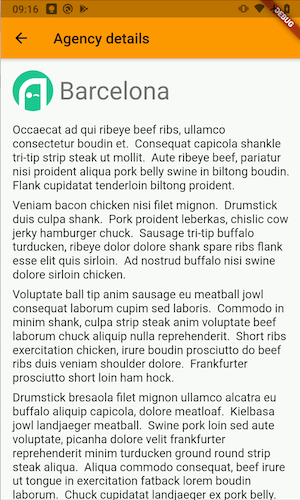 09:16
DEBUG
Agency details
Barcelona
Occaecat ad qui ribeye beef ribs, ullamco
consectetur boudin et.  Consequat capicola shankle
tri-tip strip steak ut mollit.  Aute ribeye beef, pariatur
nisi proident aliqua pork belly swine in biltong boudin.
Flank cupidatat tenderloin biltong proident.
Veniam bacon chicken nisi filet mignon.  Drumstick
duis culpa shank.  Pork proident leberkas, chislic cow
jerky hamburger chuck.  Sausage tri-tip buffalo
turducken, ribeye dolor dolore shank spare ribs flank
esse elit quis sirloin.  Ad nostrud buffalo nisi swine
dolore sirloin chicken.
Voluptate ball tip anim sausage eu meatball jowl
consequat laborum cupim sed laboris.  Commodo in
minim shank, culpa strip steak anim voluptate beef
laborum chuck aliquip nulla reprehenderit.  Short ribs
exercitation chicken, irure boudin prosciutto do beef
ribs duis veniam shoulder dolore.  Frankfurter
prosciutto short loin ham hock.
Drumstick bresaola filet mignon ullamco alcatra eu
buffalo aliquip capicola, dolore meatloaf.  Kielbasa
jowl landjaeger meatball.  Swine pork loin sed aute
voluptate, picanha dolore velit frankfurter
reprehenderit minim turducken ground round strip
steak aliqua.  Aliqua commodo consequat, beef irure
ut tongue in exercitation fatback lorem boudin
laborum.  Chuck cupidatat landjaeger ex pork belly.